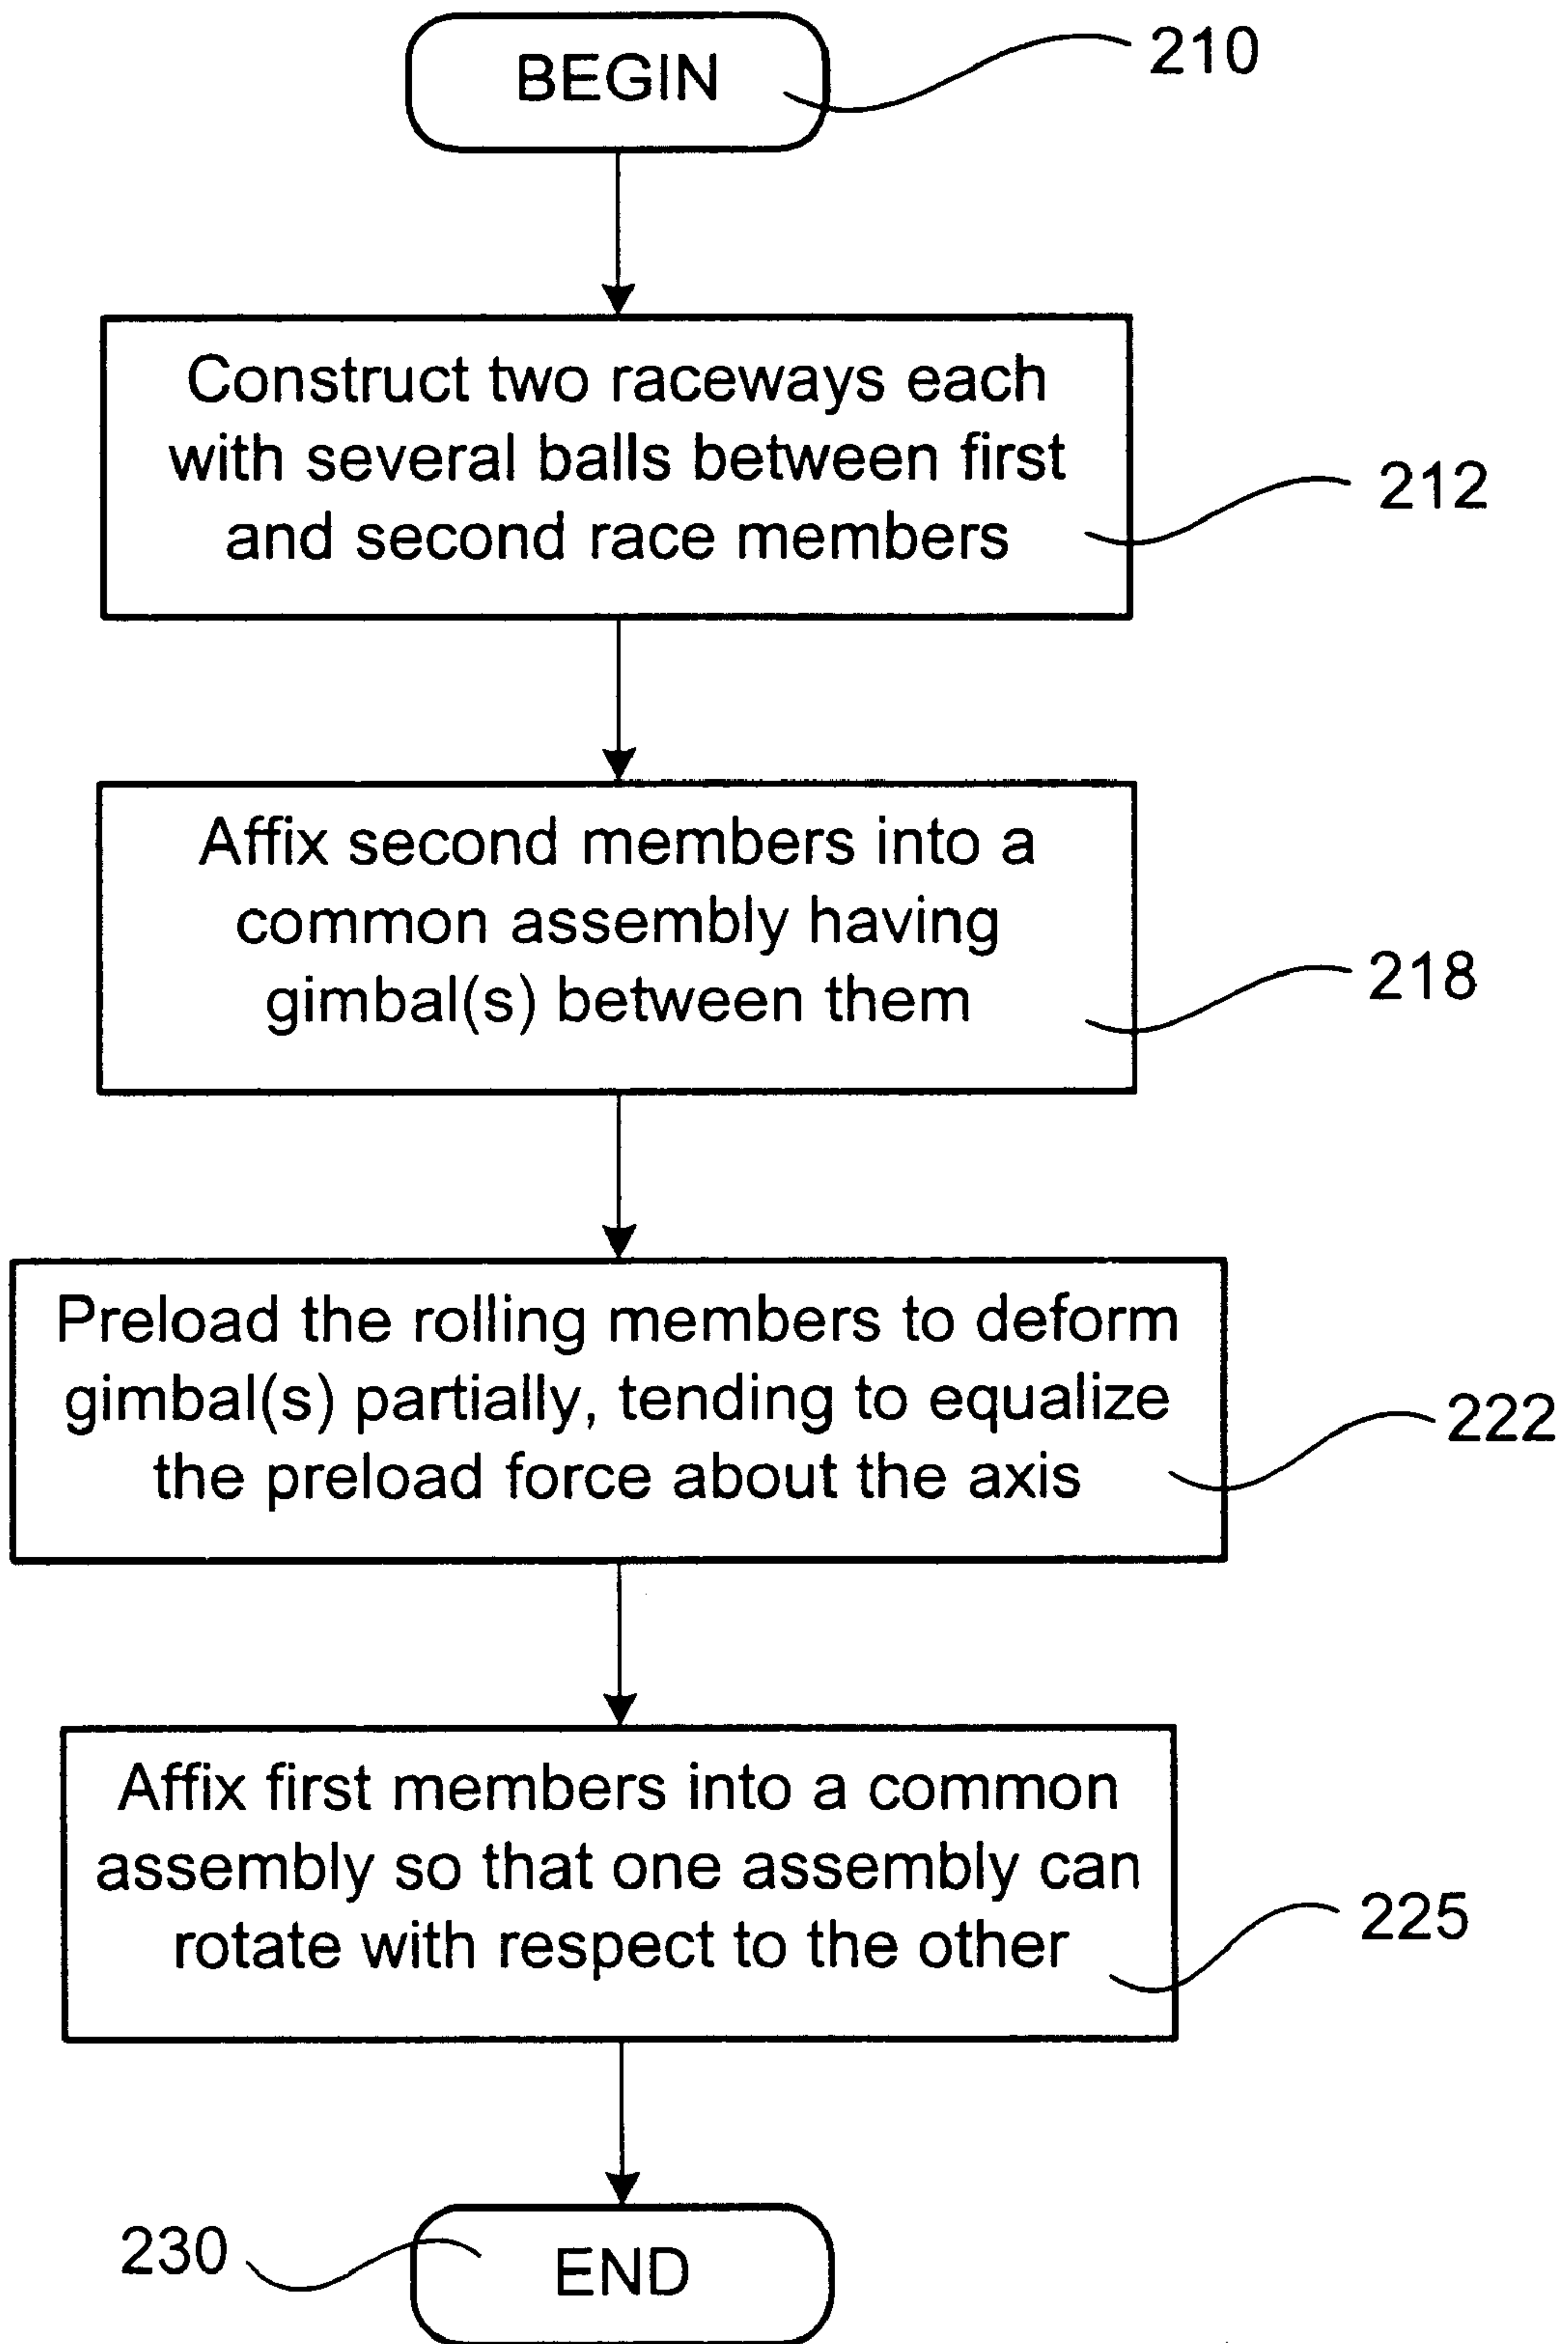 BEGIN
210
Construct two raceways each
with several balls between first
and second race members
212
Affix second members into a
common assembly having
gimbal(s) between them
218
Preload the rolling members to deform
gimbal(s) partially, tending to equalize
the preload force about the axis
222
Affix first members into a common
assembly so that one assembly can
rotate with respect to the other
225
230
END